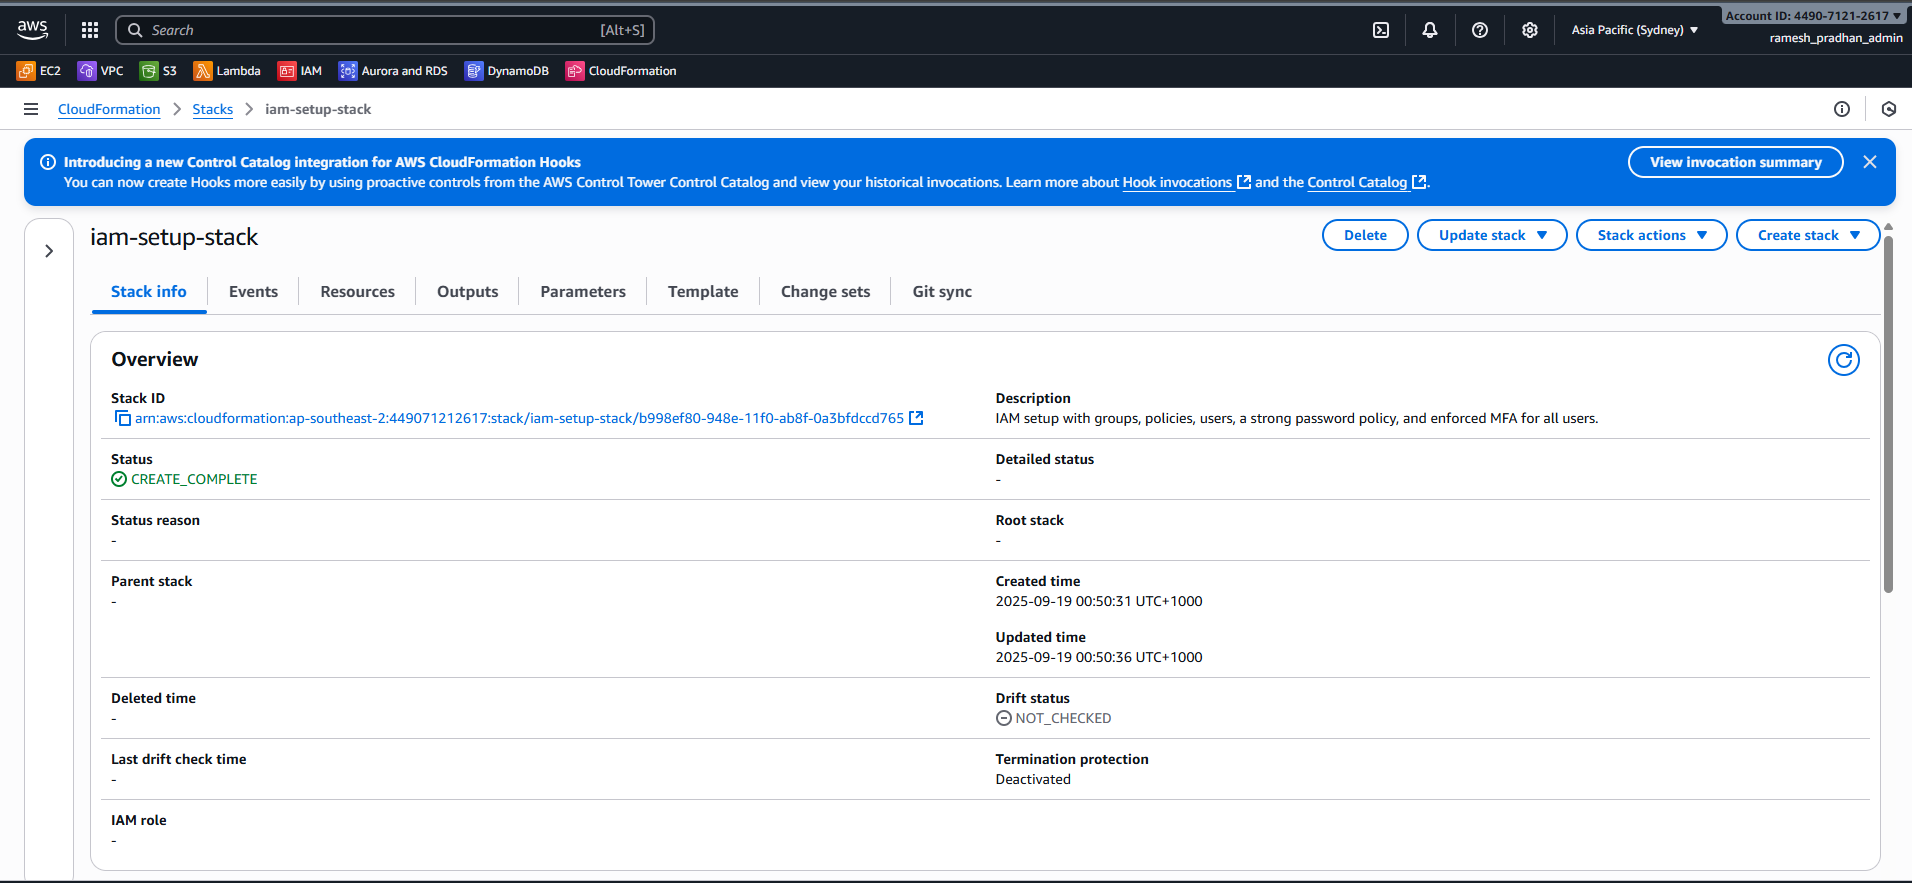 aws
Search [Alt+S]
Asia Pacific (Sydney)
Account ID: 4490-7121-2617
ramesh_pradhan_admin
EC2 VPC S3 Lambda IAM Aurora and RDS DynamoDB CloudFormation
CloudFormation Stacks iam-setup-stack
Introducing a new Control Catalog integration for AWS CloudFormation Hooks
You can now create Hooks more easily by using proactive controls from the AWS Control Tower Control Catalog and view your historical invocations. Learn more about Hook invocations and the Control Catalog.
View invocation summary
iam-setup-stack
Delete Update stack Stack actions Create stack
Stack info Events Resources Outputs Parameters Template Change sets Git sync
Overview
Stack ID
arn:aws:cloudformation:ap-southeast-2:449071212617:stack/iam-setup-stack/b998ef80-948e-11f0-ab8f-0a3bfdccd765
Description
IAM setup with groups, policies, users, a strong password policy, and enforced MFA for all users.
Status
CREATE_COMPLETE
Detailed status
-
Status reason
-
Root stack
-
Parent stack
-
Created time
2025-09-19 00:50:31 UTC+1000
Updated time
2025-09-19 00:50:36 UTC+1000
Deleted time
-
Drift status
NOT_CHECKED
Last drift check time
-
Termination protection
Deactivated
IAM role
-